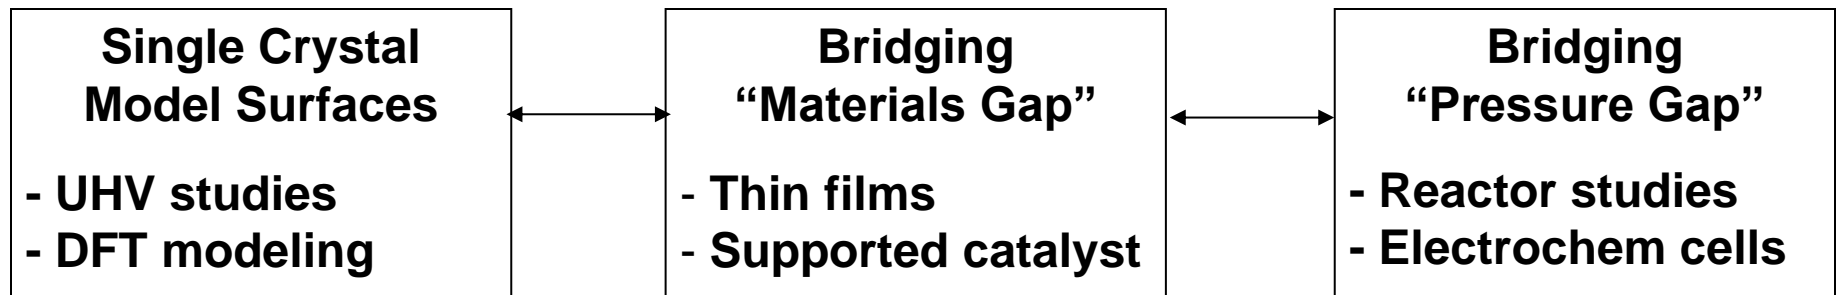 Single Crystal
Model Surfaces
- UHV studies
- DFT modeling
Bridging
“Materials Gap”
- Thin films
- Supported catalyst
Bridging
“Pressure Gap”
- Reactor studies
- Electrochem cells